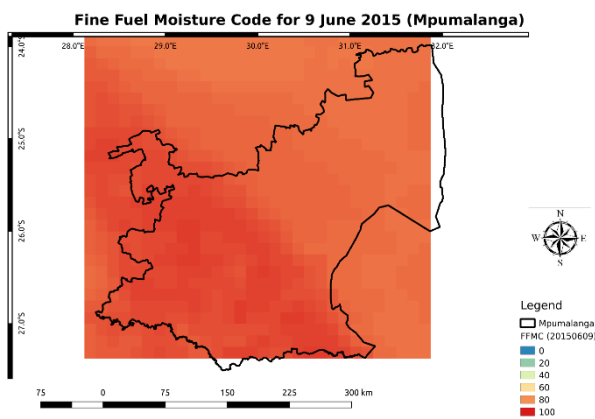 Fine Fuel Moisture Code for 9 June 2015 (Mpumalanga)
28.0°E 29.0°E 30.0°E 31.0°E 32.0°E
24.0°S
25.0°S
26.0°S
27.0°S
N
W E
S
Legend
Mpumalanga
FFMC (20150609)
0
20
40
60
80
100
75 0 75 150 225 300 km